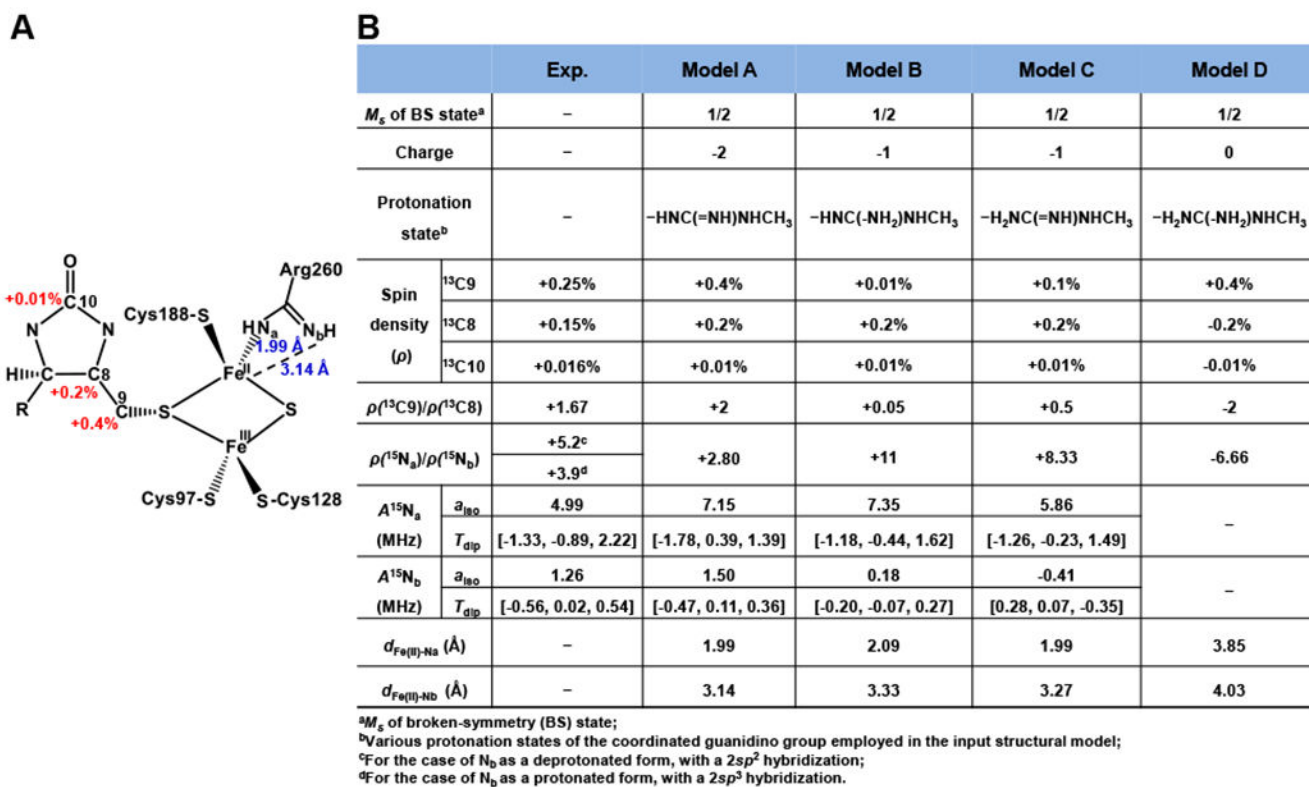 A
O
+0.01%
C10
N
N
H
C8
+0.2%
R
9
C
+0.4%
S
Arg260
Cys188-S
HNa
NbH
1.99 Å
3.14 Å
FeII
S
FeIII
Cys97-S
S-Cys128
B
Exp. Model A Model B Model C Model D
Ms of BS stateᵃ – 1/2 1/2 1/2 1/2
Charge – -2 -1 -1 0
Protonation stateᵇ – −HNC(=NH)NHCH3 −HNC(-NH2)NHCH3 −H2NC(=NH)NHCH3 −H2NC(-NH2)NHCH3
Spin density (ρ)
¹³C9 +0.25% +0.4% +0.01% +0.1% +0.4%
¹³C8 +0.15% +0.2% +0.2% +0.2% -0.2%
¹³C10 +0.016% +0.01% +0.01% +0.01% -0.01%
ρ(¹³C9)/ρ(¹³C8) +1.67 +2 +0.05 +0.5 -2
ρ(¹⁵Na)/ρ(¹⁵Nb) +5.2ᶜ +3.9ᵈ +2.80 +11 +8.33 -6.66
A¹⁵Na (MHz)
aiso 4.99 7.15 7.35 5.86 –
Tdip [-1.33, -0.89, 2.22] [-1.78, 0.39, 1.39] [-1.18, -0.44, 1.62] [-1.26, -0.23, 1.49]
A¹⁵Nb (MHz)
aiso 1.26 1.50 0.18 -0.41 –
Tdip [-0.56, 0.02, 0.54] [-0.47, 0.11, 0.36] [-0.20, -0.07, 0.27] [0.28, 0.07, -0.35]
dFe(II)-Na (Å) – 1.99 2.09 1.99 3.85
dFe(II)-Nb (Å) – 3.14 3.33 3.27 4.03
ᵃMs of broken-symmetry (BS) state;
ᵇVarious protonation states of the coordinated guanidino group employed in the input structural model;
ᶜFor the case of Nb as a deprotonated form, with a 2sp² hybridization;
ᵈFor the case of Nb as a protonated form, with a 2sp³ hybridization.